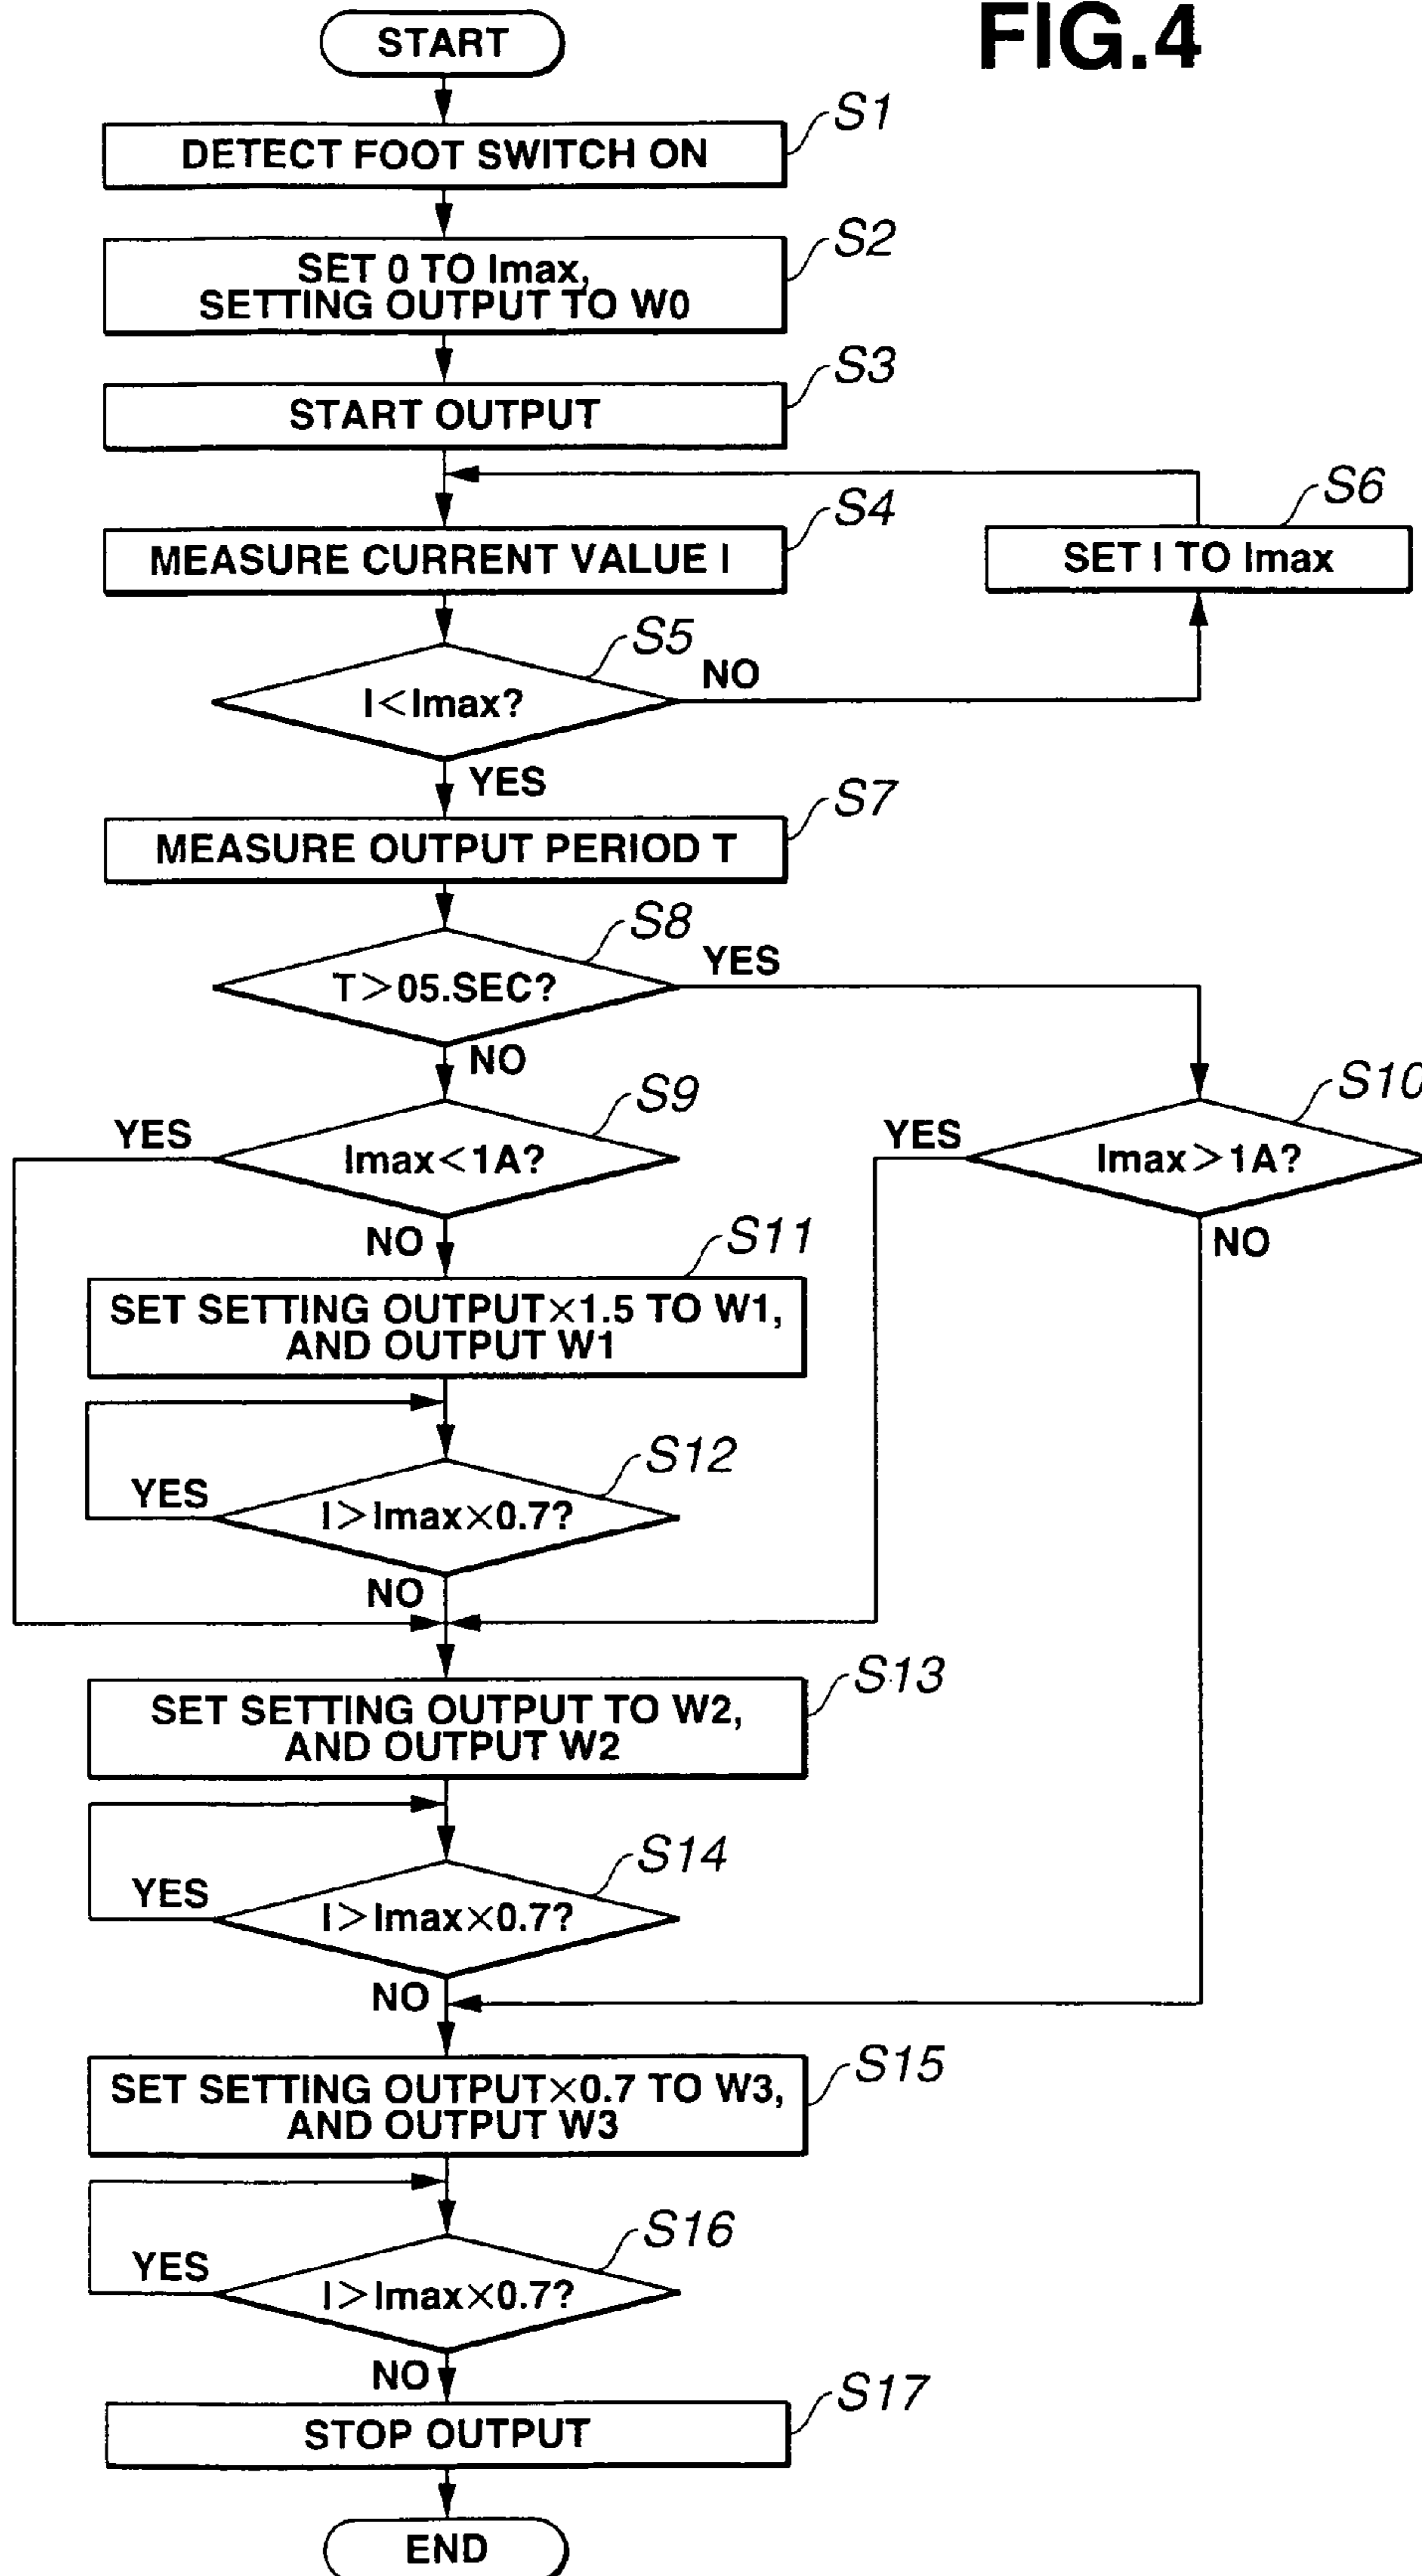 FIG.4
START
S1
DETECT FOOT SWITCH ON
S2
SET 0 TO Imax,
SETTING OUTPUT TO W0
S3
START OUTPUT
S4
MEASURE CURRENT VALUE I
S6
SET I TO Imax
S5
I<Imax?
NO
YES
S7
MEASURE OUTPUT PERIOD T
S8
T>05.SEC?
YES
NO
S9
Imax<1A?
YES
NO
S10
Imax>1A?
YES
NO
S11
SET SETTING OUTPUT×1.5 TO W1,
AND OUTPUT W1
S12
I>Imax×0.7?
YES
NO
S13
SET SETTING OUTPUT TO W2,
AND OUTPUT W2
S14
I>Imax×0.7?
YES
NO
S15
SET SETTING OUTPUT×0.7 TO W3,
AND OUTPUT W3
S16
I>Imax×0.7?
YES
NO
S17
STOP OUTPUT
END